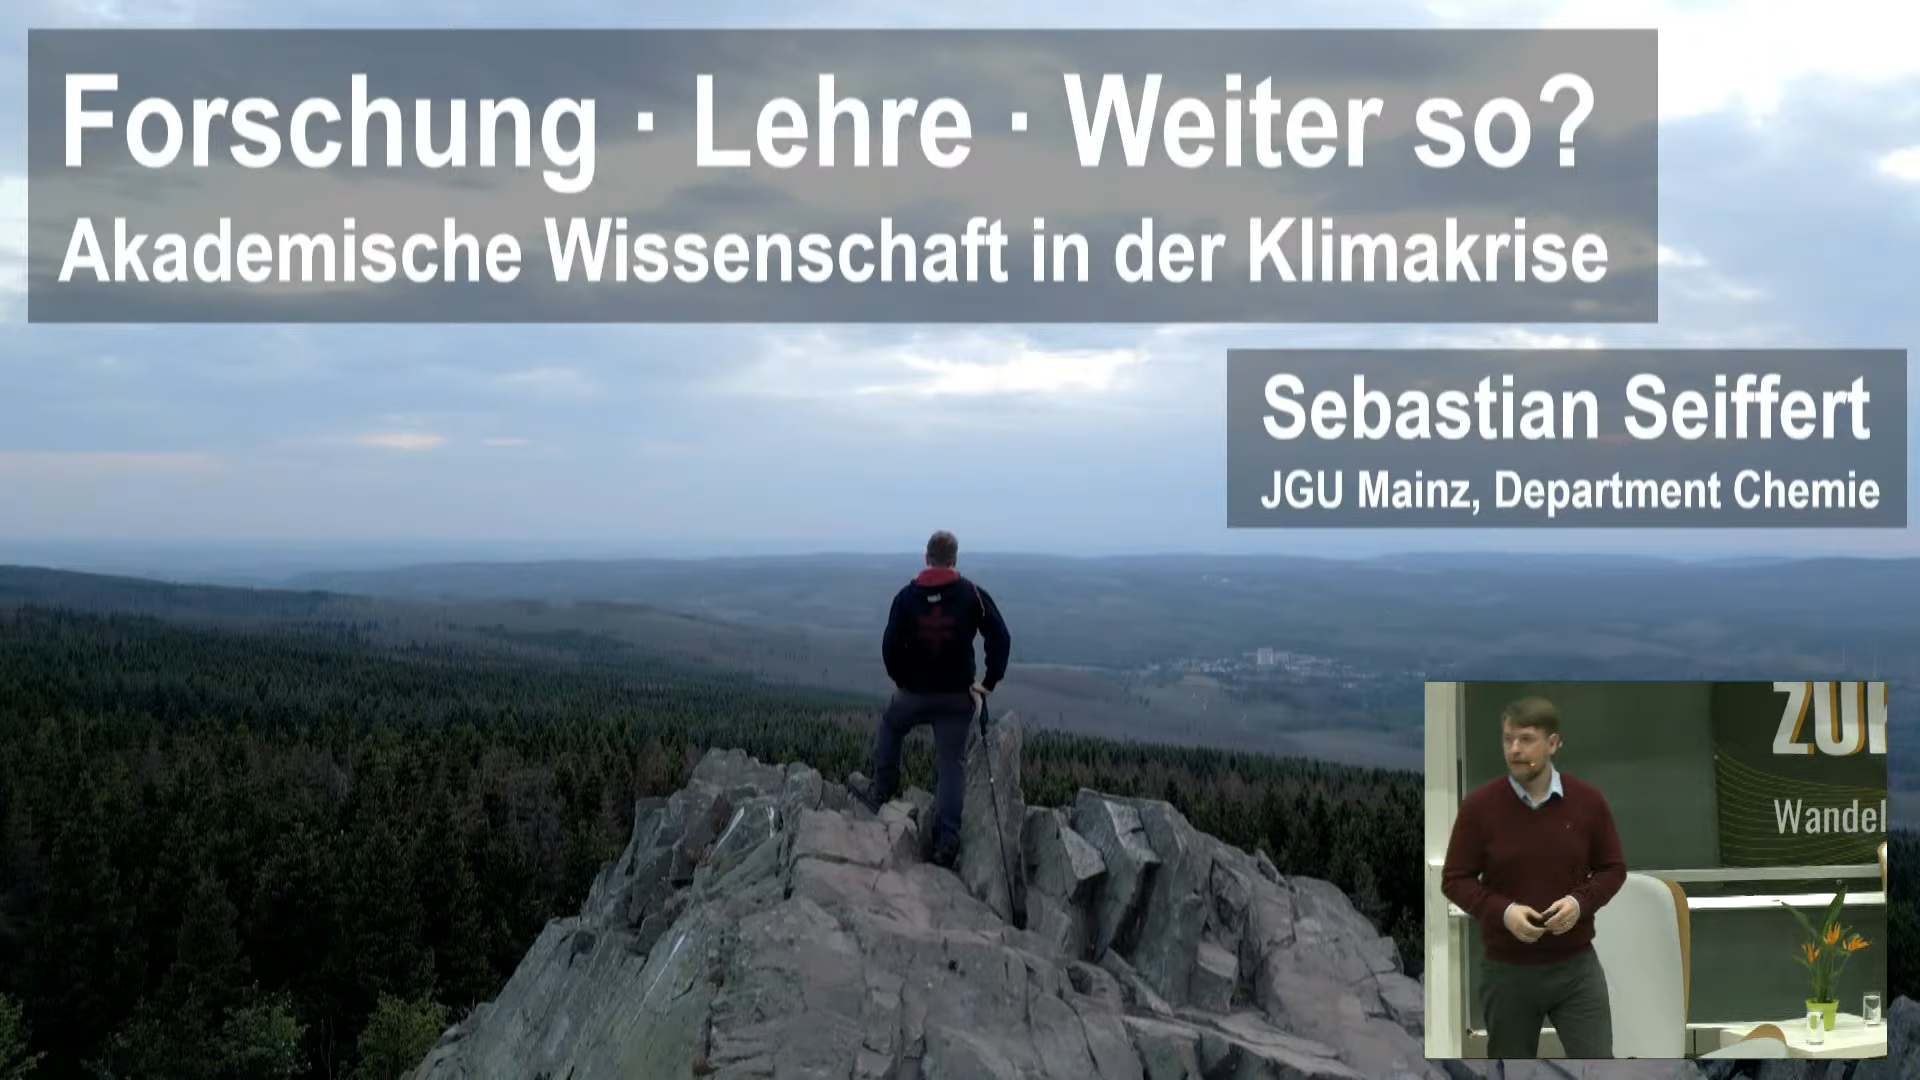 Forschung · Lehre · Weiter so?
Akademische Wissenschaft in der Klimakrise
Sebastian Seiffert
JGU Mainz, Department Chemie
Wandel